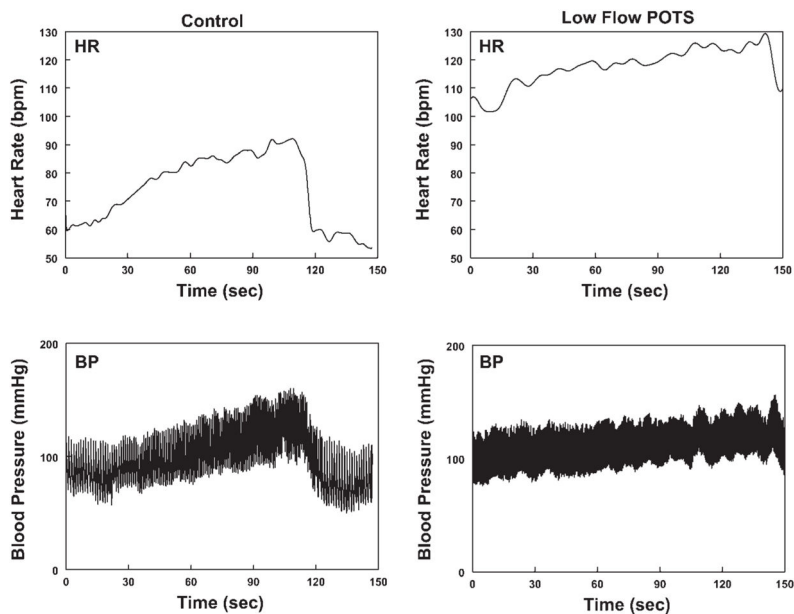 Control
HR
Heart Rate (bpm)
130
120
110
100
90
80
70
60
50
0 30 60 90 120 150
Time (sec)
Low Flow POTS
HR
Heart Rate (bpm)
130
120
110
100
90
80
70
60
50
0 30 60 90 120 150
Time (sec)
BP
Blood Pressure (mmHg)
200
100
0
0 30 60 90 120 150
Time (sec)
BP
Blood Pressure (mmHg)
200
100
0
0 30 60 90 120 150
Time (sec)